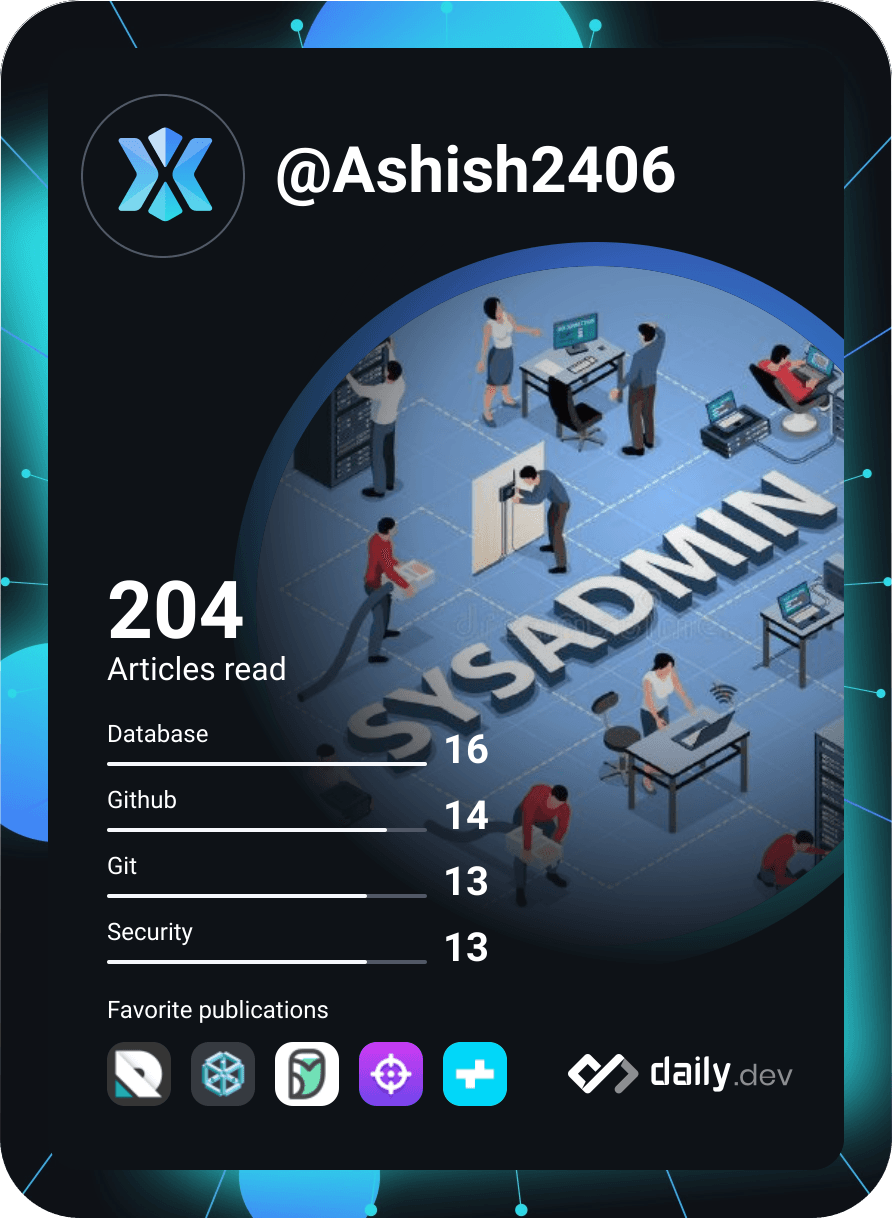 @Ashish2406
SYSADMIN
204
Articles read
Database
16
Github
14
Git
13
Security
13
Favorite publications
daily.dev